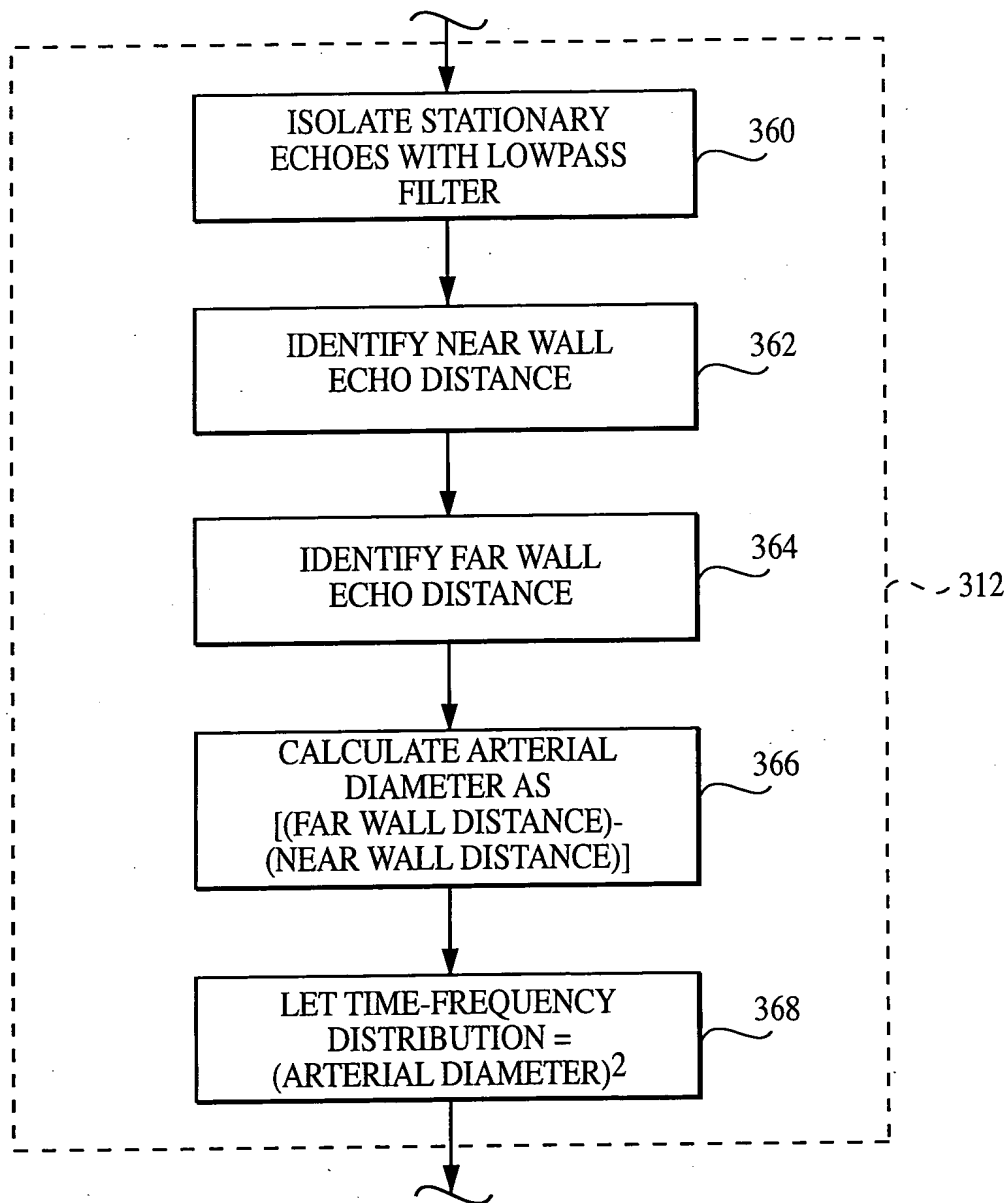 ISOLATE STATIONARY
ECHOES WITH LOWPASS
FILTER
360
IDENTIFY NEAR WALL
ECHO DISTANCE
362
IDENTIFY FAR WALL
ECHO DISTANCE
364
312
CALCULATE ARTERIAL
DIAMETER AS
[(FAR WALL DISTANCE)-
(NEAR WALL DISTANCE)]
366
LET TIME-FREQUENCY
DISTRIBUTION =
(ARTERIAL DIAMETER)²
368